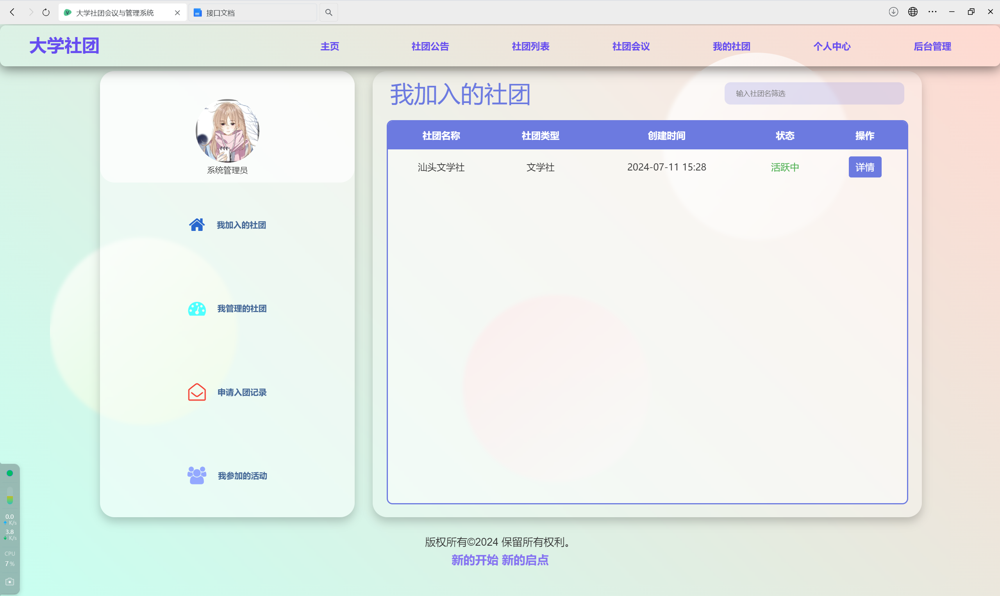 大学社团会议与管理系统 接口文档
大学社团 主页 社团公告 社团列表 社团会议 我的社团 个人中心 后台管理
系统管理员
我加入的社团
我管理的社团
申请入团记录
我参加的活动
我加入的社团 输入社团名筛选
社团名称 社团类型 创建时间 状态 操作
汕头文学社 文学社 2024-07-11 15:28 活跃中 详情
0.0
K/s
3.8
K/s
CPU
7%
版权所有©2024 保留所有权利。
新的开始 新的启点